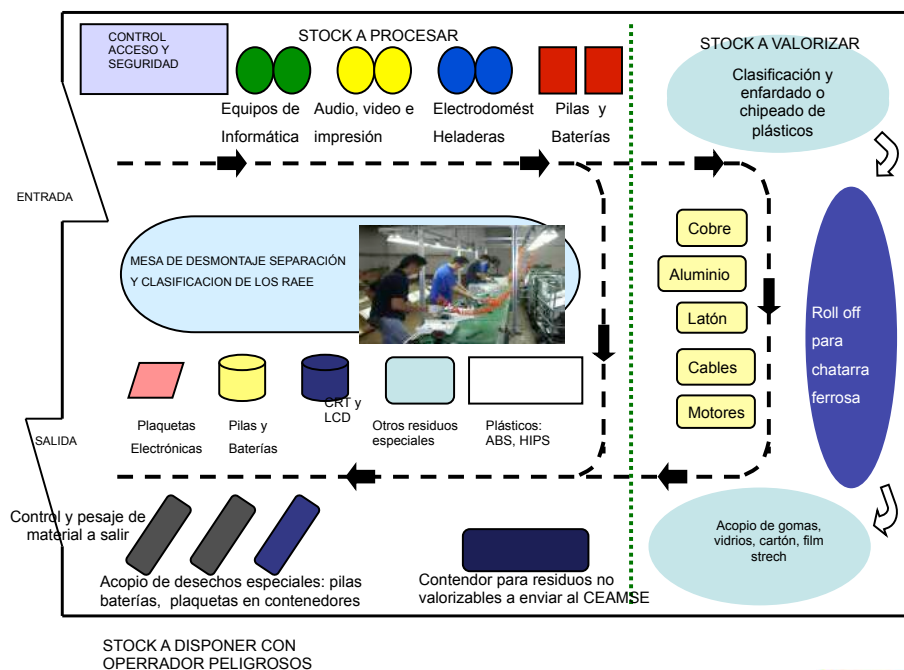 CONTROL
ACCESO Y
SEGURIDAD
STOCK A PROCESAR
STOCK A VALORIZAR
Equipos de
Informática
Audio, video e
impresión
Electrodomést
Heladeras
Pilas y
Baterías
Clasificación y
enfardado o
chipeado de
plásticos
ENTRADA
MESA DE DESMONTAJE SEPARACIÓN
Y CLASIFICACION DE LOS RAEE
Cobre
Aluminio
Latón
Cables
Motores
Roll off
para
chatarra
ferrosa
Plaquetas
Electrónicas
Pilas y
Baterías
CRT y
LCD
Otros residuos
especiales
Plásticos:
ABS, HIPS
SALIDA
Control y pesaje de
material a salir
Acopio de desechos especiales: pilas
baterías, plaquetas en contenedores
Contendor para residuos no
valorizables a enviar al CEAMSE
Acopio de gomas,
vidrios, cartón, film
strech
STOCK A DISPONER CON
OPERRADOR PELIGROSOS